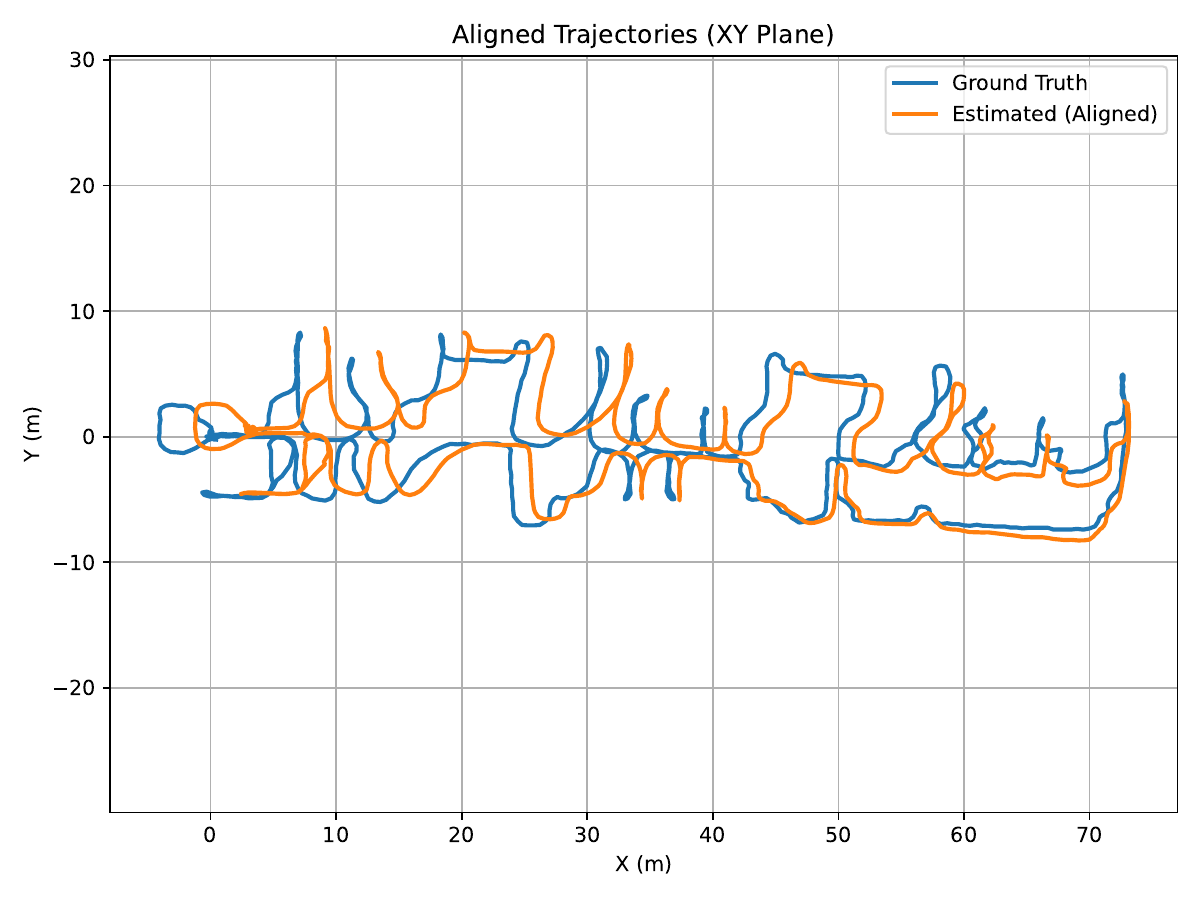 Aligned Trajectories (XY Plane)
Ground Truth
Estimated (Aligned)
30
20
10
0
−10
−20
Y (m)
0 10 20 30 40 50 60 70
X (m)